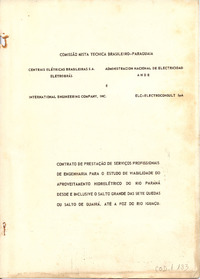 COMISSÃO MISTA TECNICA BRASILEIRO-PARAGUAIA
CENTRAIS ELÉTRICAS BRASILEIRAS S.A.
ELETROBRÁS
ADMINISTRACION NACIONAL DE ELECTRICIDAD
ANDE
E
INTERNATIONAL ENGINEERING COMPANY, INC.
ELC-ELECTROCONSULT SpA
CONTRATO DE PRESTAÇÃO DE SERVIÇOS PROFISSIONAIS
DE ENGENHARIA PARA O ESTUDO DE VIABILIDADE DO
APROVEITAMENTO HIDRELÉTRICO DO RIO PARANÁ
DESDE E INCLUSIVE O SALTO GRANDE DAS SETE QUEDAS
OU SALTO DE GUAIRÁ, ATÉ A FOZ DO RIO IGUAÇU.